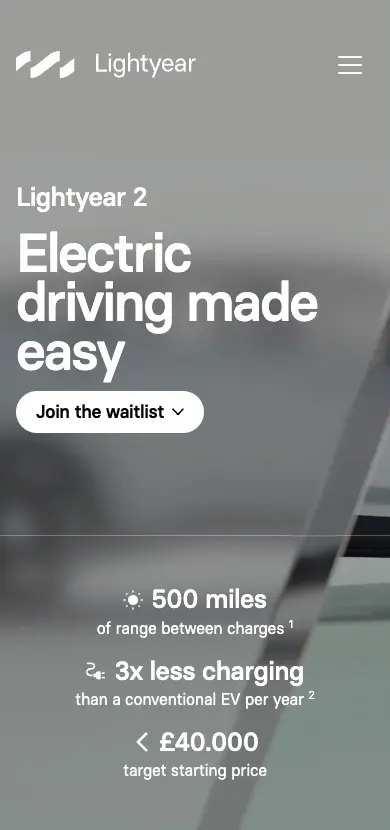 Lightyear
Lightyear 2
Electric
driving made
easy
Join the waitlist
500 miles
of range between charges ¹
3x less charging
than a conventional EV per year ²
< £40.000
target starting price